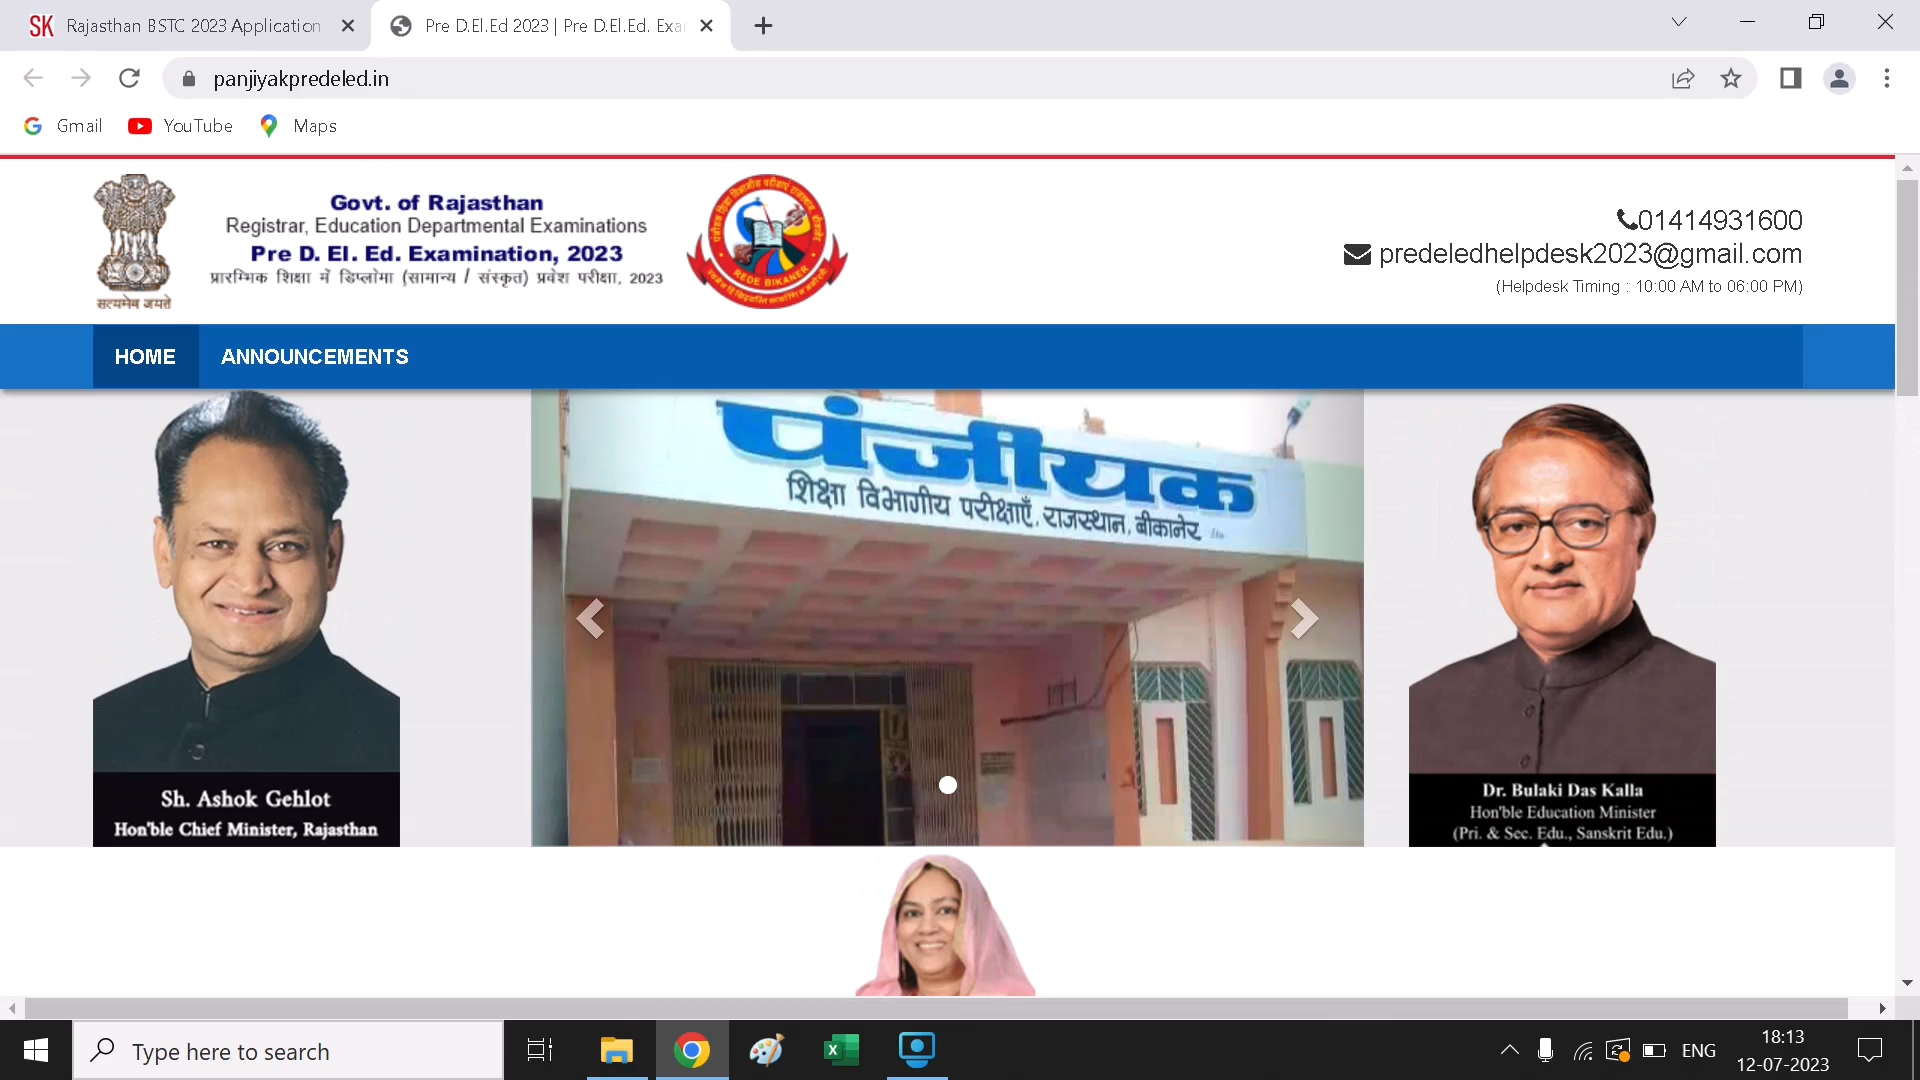 Rajasthan BSTC 2023 Application
Pre D.El.Ed 2023 | Pre D.El.Ed. Exa
panjiyakpredeled.in
Gmail
YouTube
Maps
सत्यमेव जयते
Govt. of Rajasthan
Registrar, Education Departmental Examinations
Pre D. El. Ed. Examination, 2023
प्रारम्भिक शिक्षा में डिप्लोमा (सामान्य / संस्कृत) प्रवेश परीक्षा, 2023
REDE BIKANER
01414931600
predeledhelpdesk2023@gmail.com
(Helpdesk Timing : 10:00 AM to 06:00 PM)
HOME
ANNOUNCEMENTS
पंजीयक
शिक्षा विभागीय परीक्षाएँ, राजस्थान, बीकानेर
Sh. Ashok Gehlot
Hon'ble Chief Minister, Rajasthan
Dr. Bulaki Das Kalla
Hon'ble Education Minister
(Pri. & Sec. Edu., Sanskrit Edu.)
Type here to search
ENG
18:13
12-07-2023